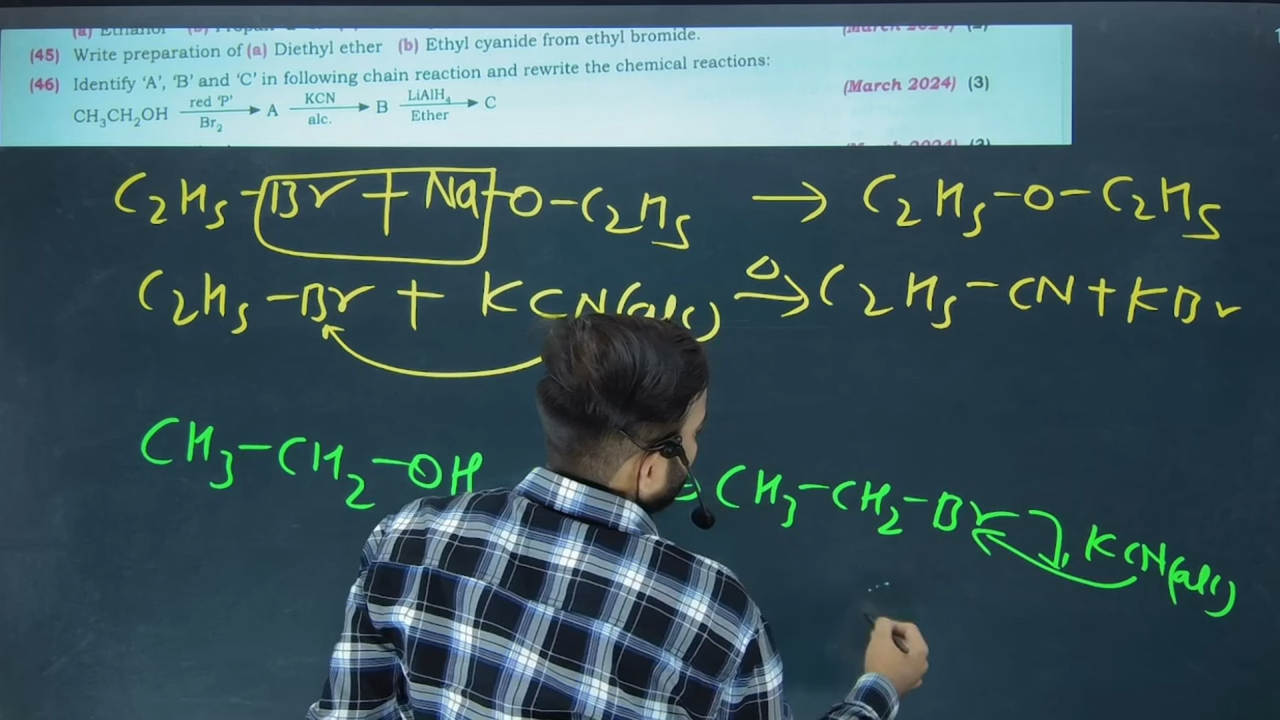 (a) Ethanol (b)
(45) Write preparation of (a) Diethyl ether (b) Ethyl cyanide from ethyl bromide.
(46) Identify 'A', 'B' and 'C' in following chain reaction and rewrite the chemical reactions: (March 2024) (3)
CH₃CH₂OH red 'P' / Br₂ → A KCN / alc. → B LiAlH₄ / Ether → C
C₂H₅-Br + Na-O-C₂H₅ → C₂H₅-O-C₂H₅
C₂H₅-Br + KCN(alc) Δ→ C₂H₅-CN + KBr
CH₃-CH₂-OH CH₃-CH₂-Br KCN(alc)